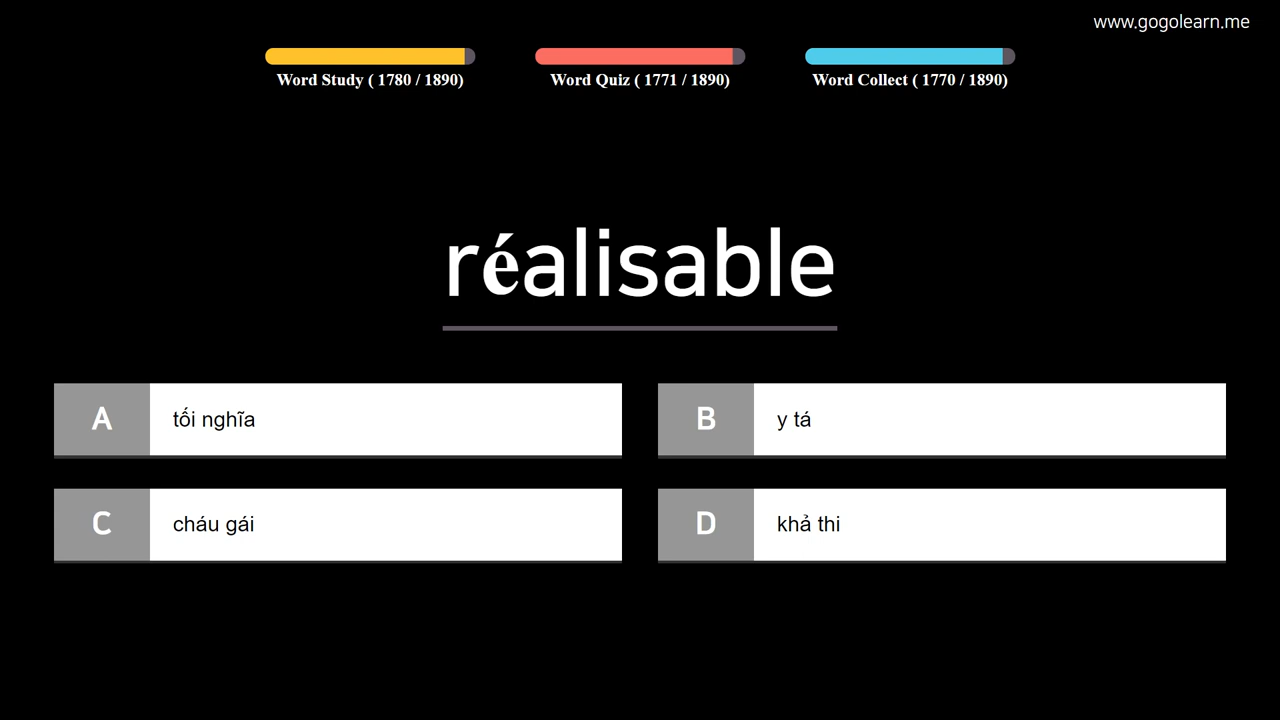 www.gogolearn.me
Word Study ( 1780 / 1890)
Word Quiz ( 1771 / 1890)
Word Collect ( 1770 / 1890)
réalisable
A tối nghĩa
B y tá
C cháu gái
D khả thi